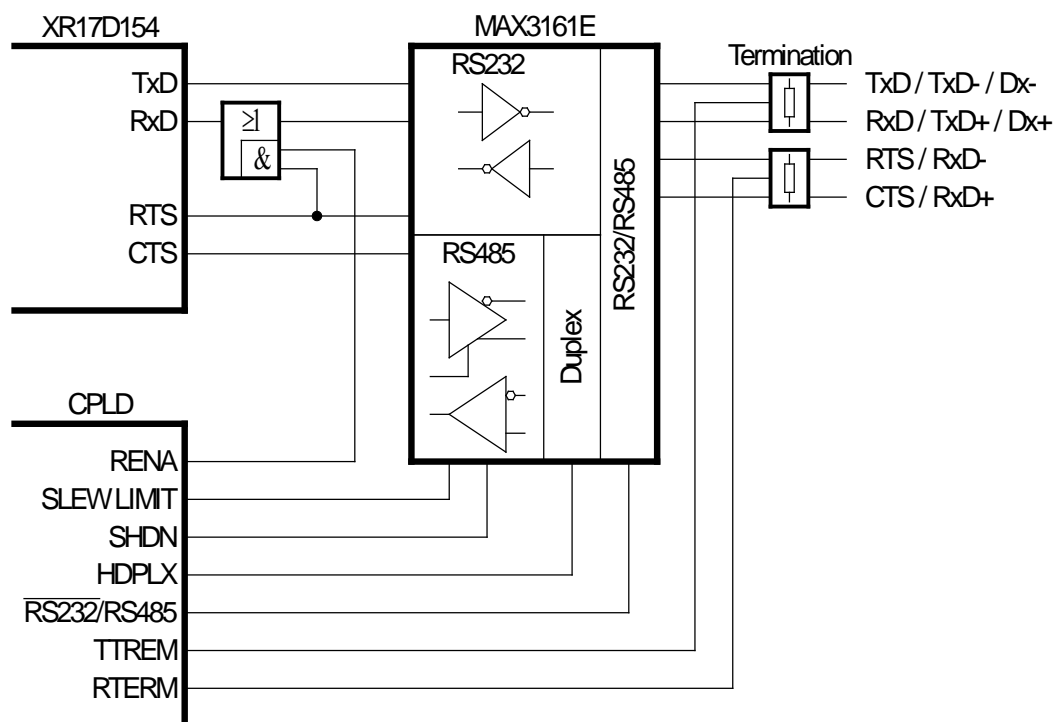 XR17D154
MAX3161E
TxD
RxD
RTS
CTS
≥1
&
RS232
RS485
Duplex
RS232/RS485
Termination
TxD / TxD- / Dx-
RxD / TxD+ / Dx+
RTS / RxD-
CTS / RxD+
CPLD
RENA
SLEW LIMIT
SHDN
HDPLX
RS232/RS485
TTREM
RTERM